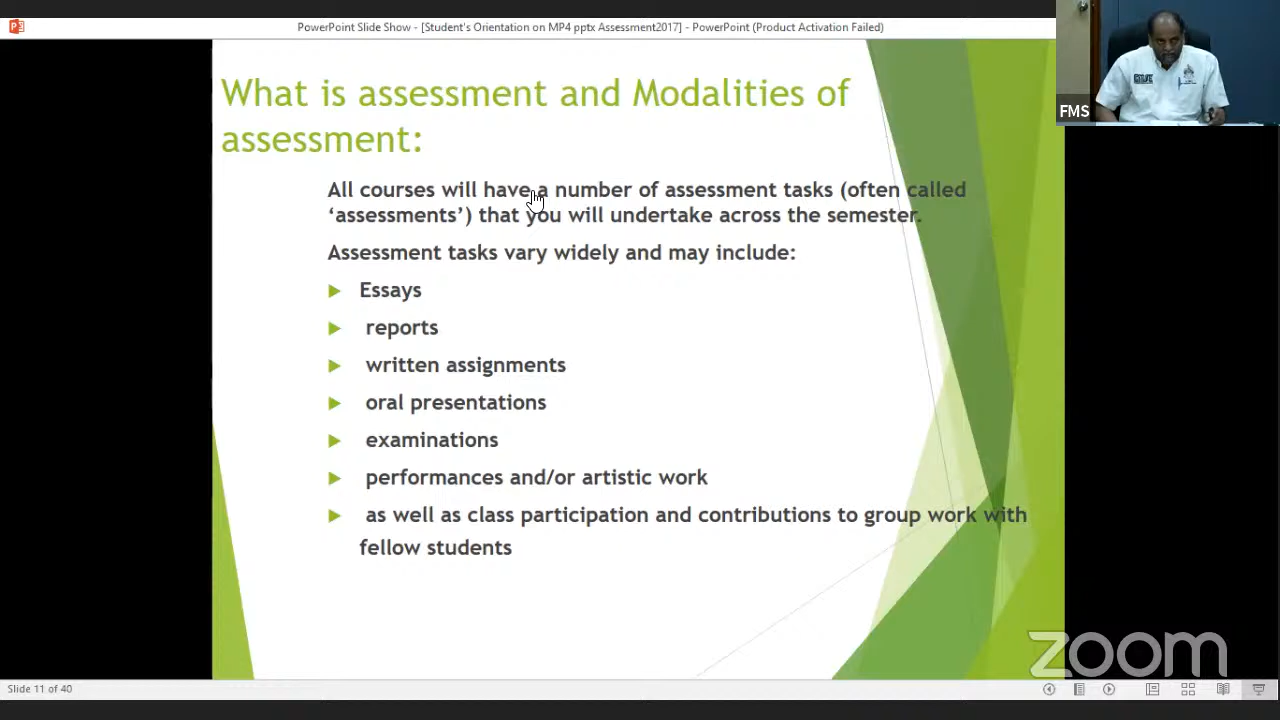 PowerPoint Slide Show - [Student's Orientation on MP4 pptx Assessment2017] - PowerPoint (Product Activation Failed)
FMS
What is assessment and Modalities of
assessment:
All courses will have a number of assessment tasks (often called
‘assessments’) that you will undertake across the semester.
Assessment tasks vary widely and may include:
Essays
reports
written assignments
oral presentations
examinations
performances and/or artistic work
as well as class participation and contributions to group work with
fellow students
zoom
Slide 11 of 40